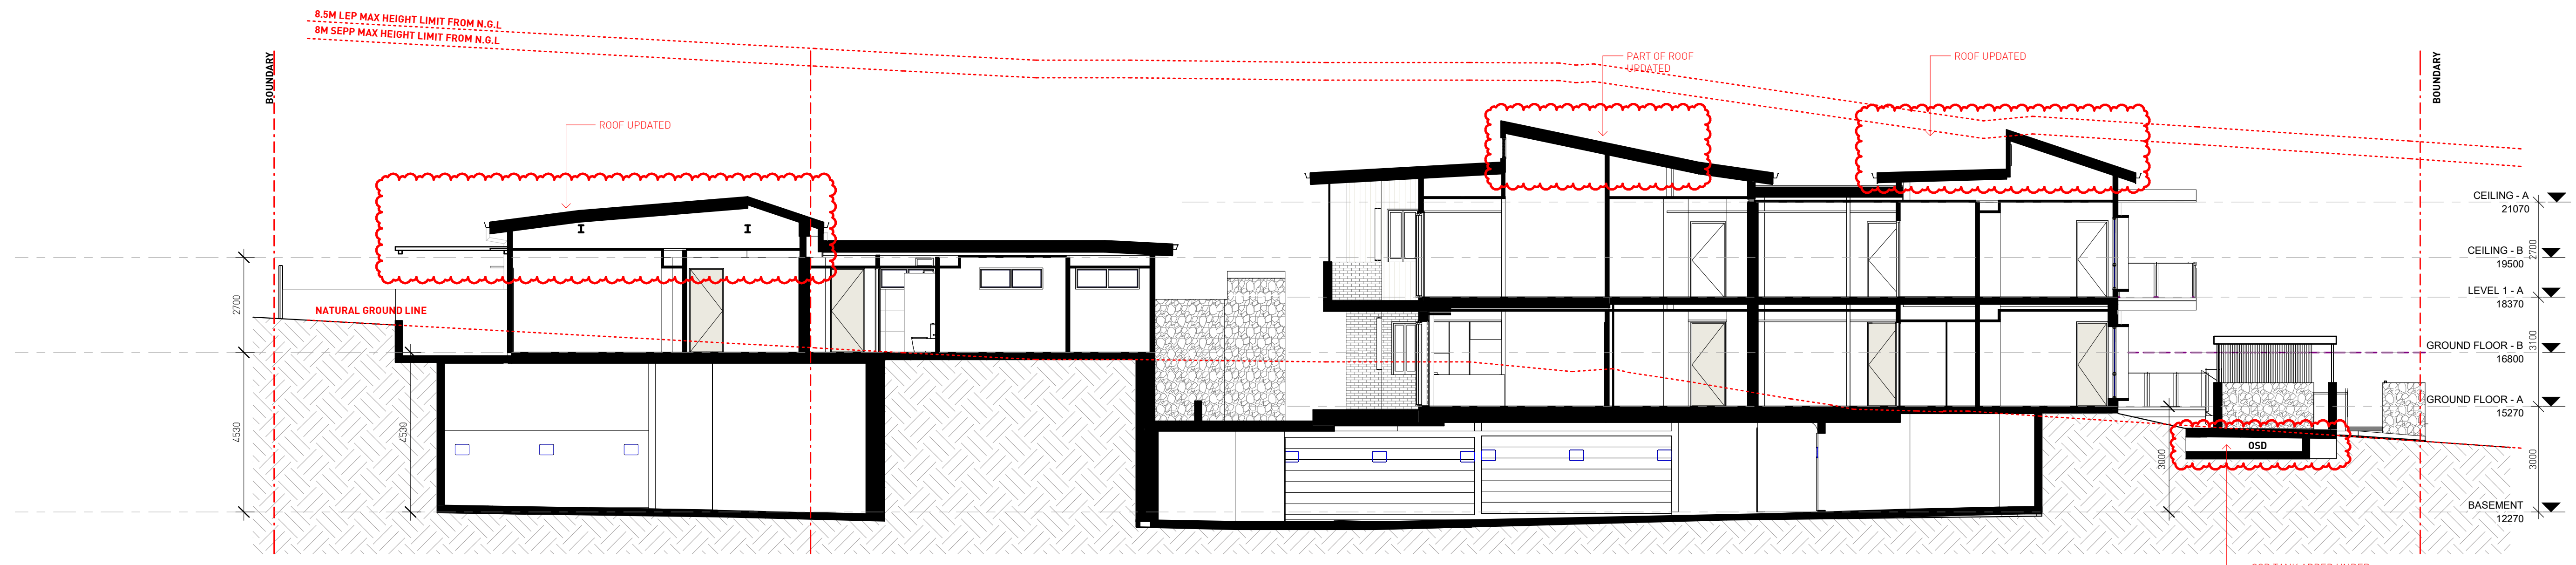 8.5M LEP MAX HEIGHT LIMIT FROM N.G.L
8M SEPP MAX HEIGHT LIMIT FROM N.G.L
BOUNDARY
ROOF UPDATED
PART OF ROOF
UPDATED
ROOF UPDATED
BOUNDARY
NATURAL GROUND LINE
2700
4530
4530
CEILING - A
21070
2700
CEILING - B
19500
LEVEL 1 - A
18370
3100
GROUND FLOOR - B
16800
GROUND FLOOR - A
15270
OSD
3000
3000
BASEMENT
12270